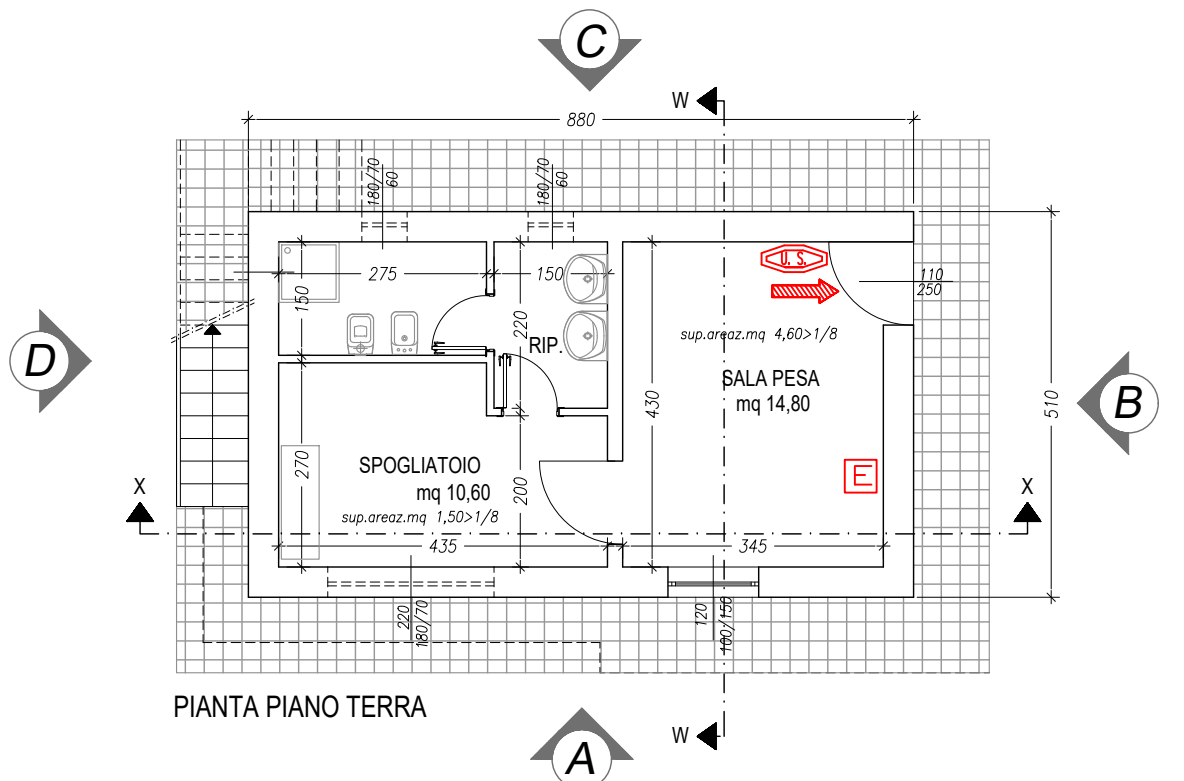 C
W
880
180/70
60
180/70
60
275
150
U. S.
110
250
150
220
RIP.
sup.areaz.mq 4,60>1/8
D
SALA PESA
mq 14,80
B
430
510
SPOGLIATOIO
mq 10,60
sup.areaz.mq 1,50>1/8
270
200
E
X
X
435
345
220
180/70
120
100/150
PIANTA PIANO TERRA
W
A